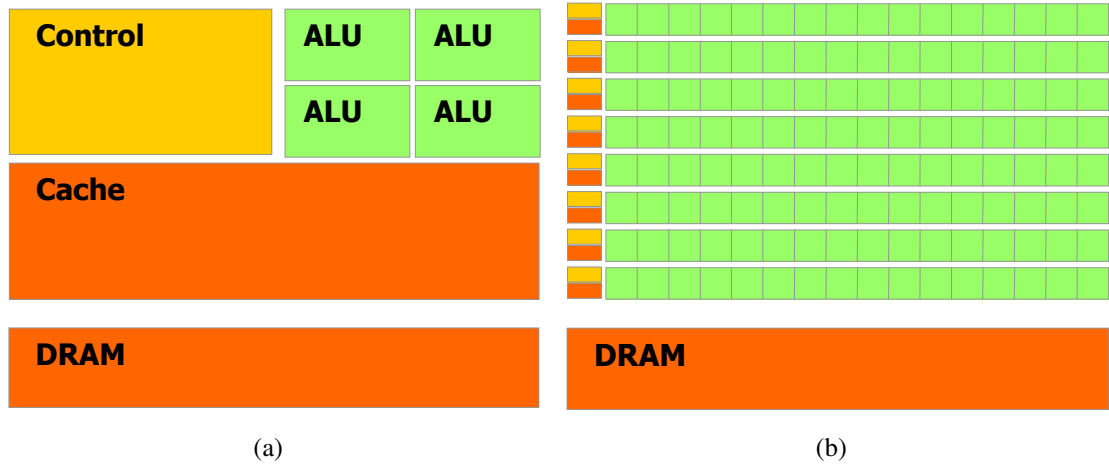 Control
ALU ALU
ALU ALU
Cache
DRAM
DRAM
(a)
(b)